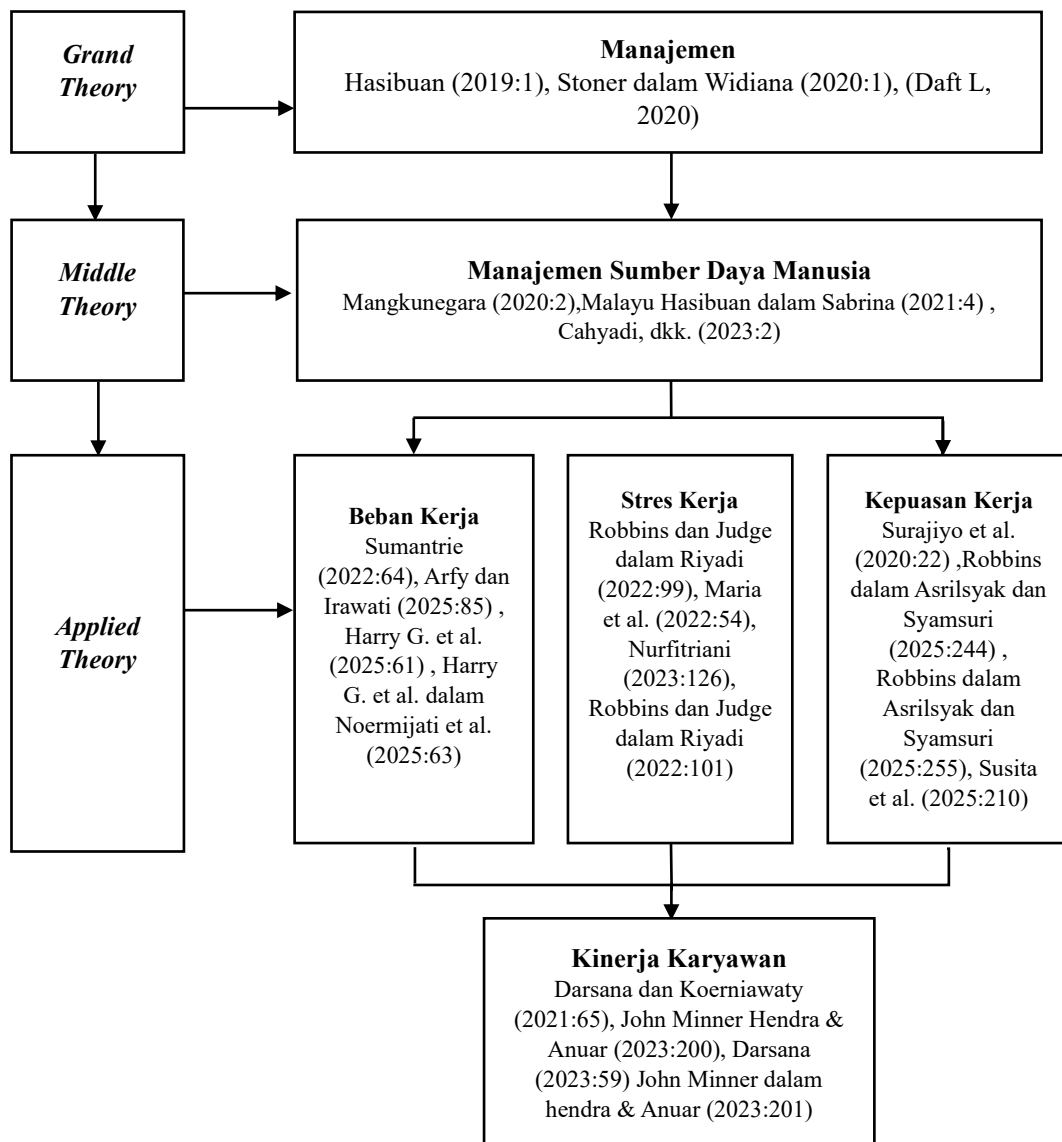 Grand
Theory
Manajemen
Hasibuan (2019:1), Stoner dalam Widiana (2020:1), (Daft L,
2020)
Middle
Theory
Manajemen Sumber Daya Manusia
Mangkunegara (2020:2),Malayu Hasibuan dalam Sabrina (2021:4) ,
Cahyadi, dkk. (2023:2)
Applied
Theory
Beban Kerja
Sumantrie
(2022:64), Arfy dan
Irawati (2025:85) ,
Harry G. et al.
(2025:61) , Harry
G. et al. dalam
Noermijati et al.
(2025:63)
Stres Kerja
Robbins dan Judge
dalam Riyadi
(2022:99), Maria
et al. (2022:54),
Nurfitriani
(2023:126),
Robbins dan Judge
dalam Riyadi
(2022:101)
Kepuasan Kerja
Surajiyo et al.
(2020:22) ,Robbins
dalam Asrilsyak dan
Syamsuri
(2025:244) ,
Robbins dalam
Asrilsyak dan
Syamsuri
(2025:255), Susita
et al. (2025:210)
Kinerja Karyawan
Darsana dan Koerniawaty
(2021:65), John Minner Hendra &
Anuar (2023:200), Darsana
(2023:59) John Minner dalam
hendra & Anuar (2023:201)